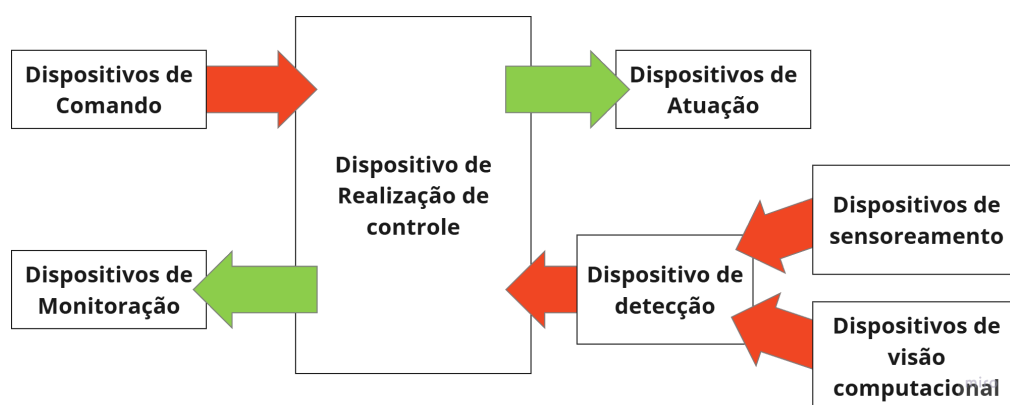 Dispositivos de
Comando
Dispositivos de
Atuação
Dispositivo de
Realização de
controle
Dispositivos de
sensoreamento
Dispositivos de
Monitoração
Dispositivo de
detecção
Dispositivos de
visão
computacional
miro